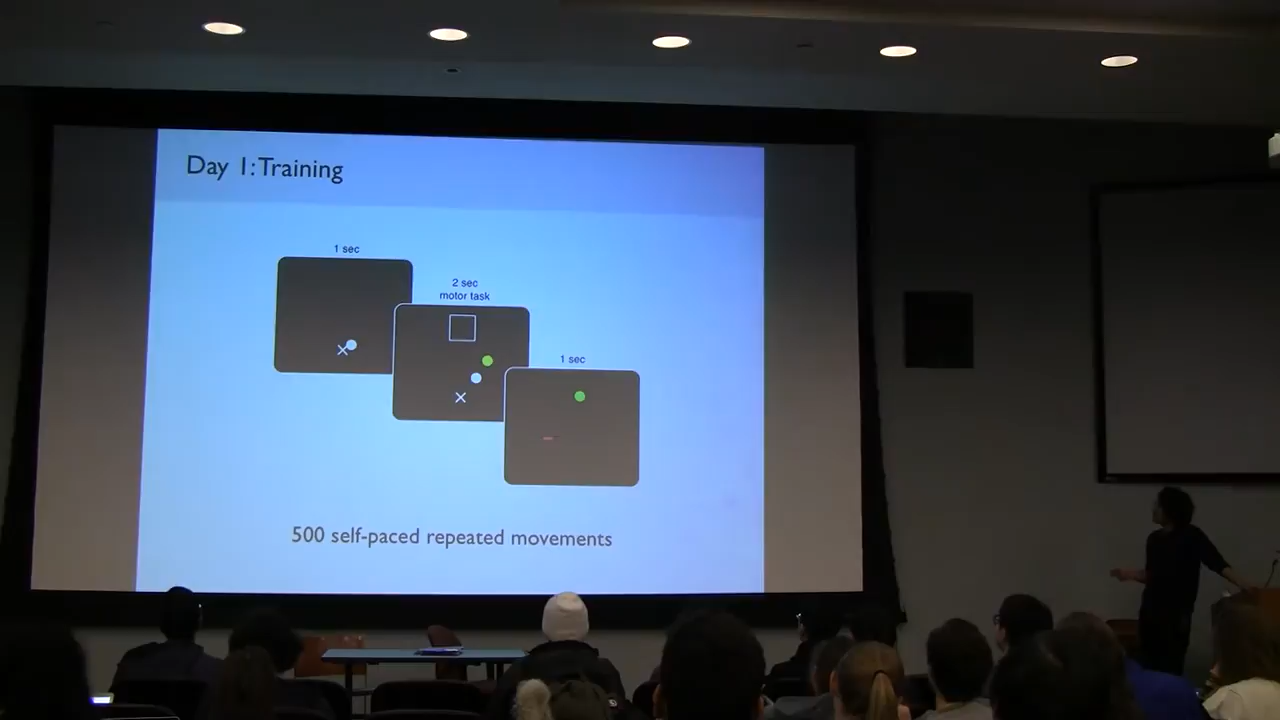 Day 1: Training
1 sec
2 sec
motor task
1 sec
500 self-paced repeated movements